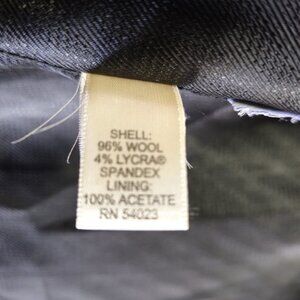 SHELL:
96% WOOL
4% LYCRA®
SPANDEX
LINING:
100% ACETATE
RN 54023